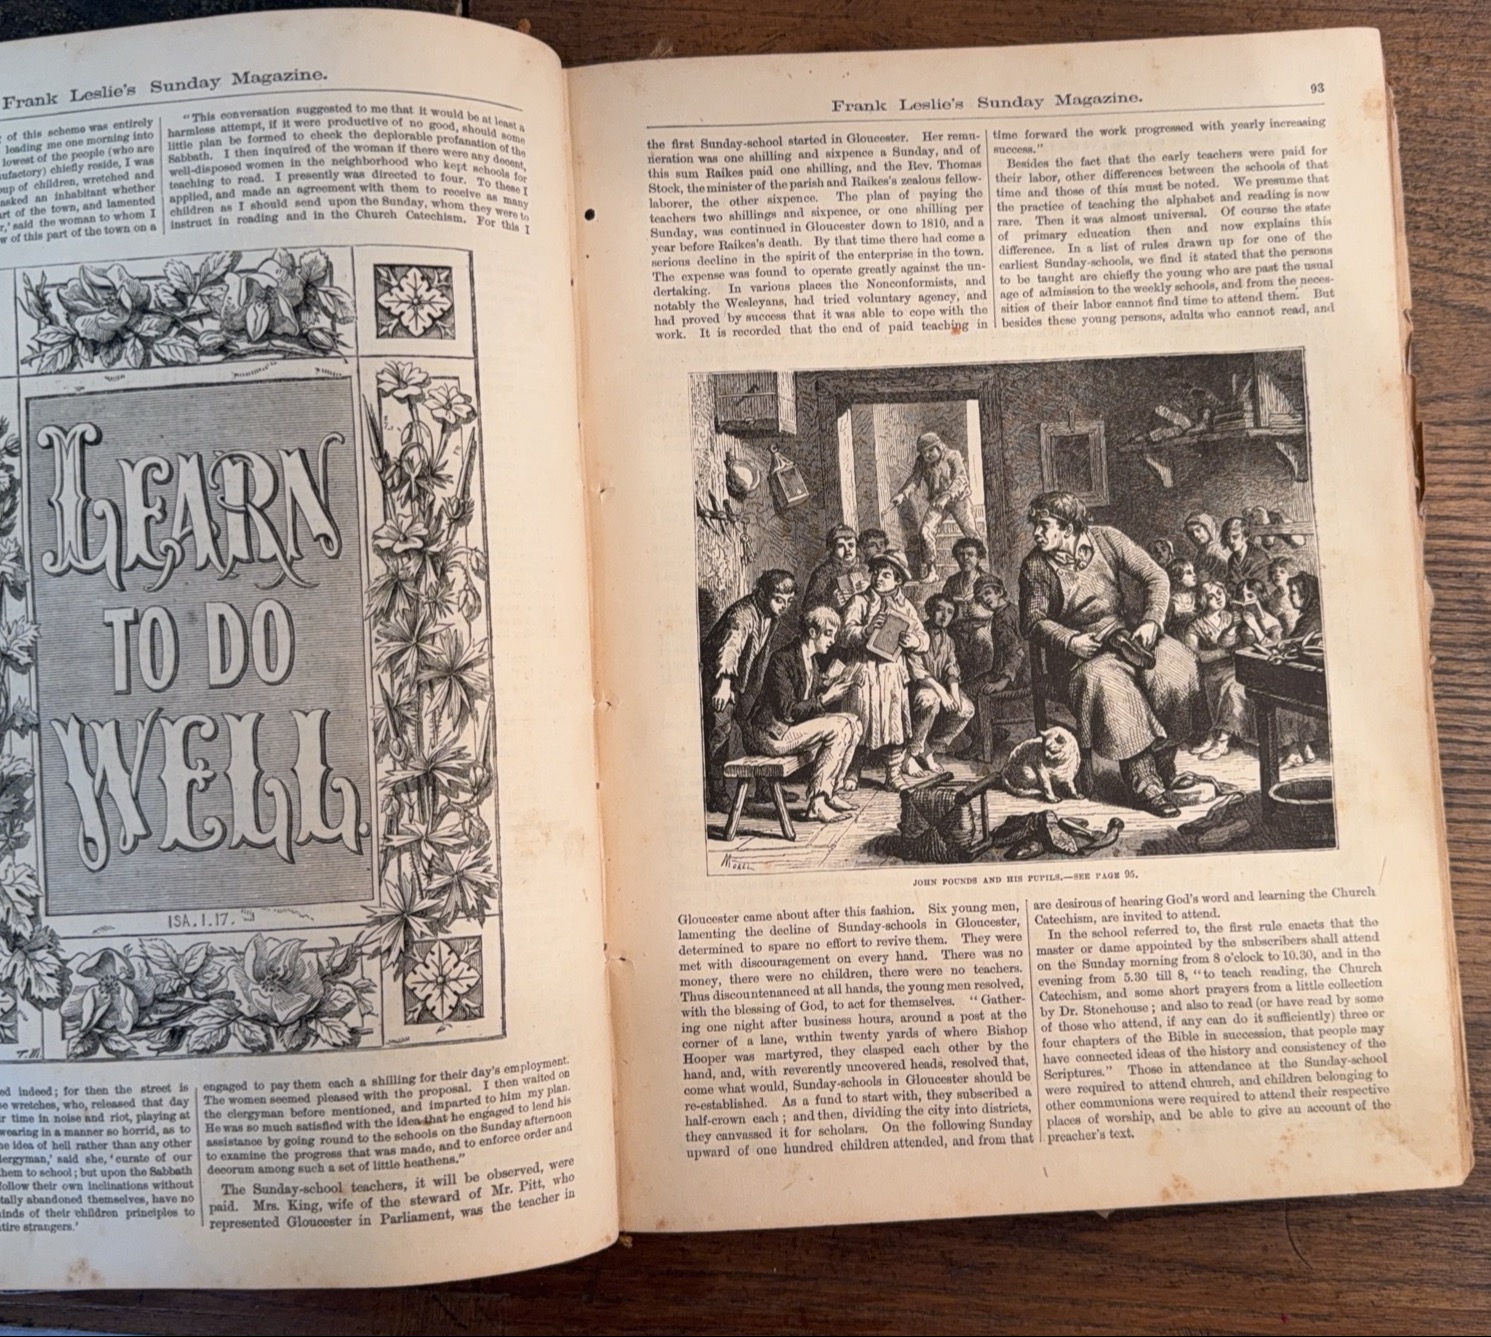 Frank Leslie's Sunday Magazine.
of this scheme was entirely
leading me one morning into
lowest of the people (who are
ufactory) chiefly reside, I was
oup of children, wretched and
asked an inhabitant whether
rt of the town, and lamented
r,' said the woman to whom I
w of this part of the town on a
"This conversation suggested to me that it would be at least a
harmless attempt, if it were productive of no good, should some
little plan be formed to check the deplorable profanation of the
Sabbath. I then inquired of the woman if there were any decent,
well-disposed women in the neighborhood who kept schools for
teaching to read. I presently was directed to four. To these I
applied, and made an agreement with them to receive as many
children as I should send upon the Sunday, whom they were to
instruct in reading and in the Church Catechism. For this I
LEARN
TO DO
WELL.
ISA. I. 17.
T. M
ed indeed; for then the street is
e wretches, who, released that day
r time in noise and riot, playing at
wearing in a manner so horrid, as to
he idea of hell rather than any other
lergyman,' said she, 'curate of our
hem to school; but upon the Sabbath
follow their own inclinations without
tally abandoned themselves, have no
inds of their children principles to
tire strangers.'
engaged to pay them each a shilling for their day's employment.
The women seemed pleased with the proposal. I then waited on
the clergyman before mentioned, and imparted to him my plan.
He was so much satisfied with the idea that he engaged to lend his
assistance by going round to the schools on the Sunday afternoon
to examine the progress that was made, and to enforce order and
decorum among such a set of little heathens."
The Sunday-school teachers, it will be observed, were
paid. Mrs. King, wife of the steward of Mr. Pitt, who
represented Gloucester in Parliament, was the teacher in
Frank Leslie's Sunday Magazine.
93
the first Sunday-school started in Gloucester. Her remu-
neration was one shilling and sixpence a Sunday, and of
this sum Raikes paid one shilling, and the Rev. Thomas
Stock, the minister of the parish and Raikes's zealous fellow-
laborer, the other sixpence. The plan of paying the
teachers two shillings and sixpence, or one shilling per
Sunday, was continued in Gloucester down to 1810, and a
year before Raikes's death. By that time there had come a
serious decline in the spirit of the enterprise in the town.
The expense was found to operate greatly against the un-
dertaking. In various places the Nonconformists, and
notably the Wesleyans, had tried voluntary agency, and
had proved by success that it was able to cope with the
work. It is recorded that the end of paid teaching in
time forward the work progressed with yearly increasing
success."
Besides the fact that the early teachers were paid for
their labor, other differences between the schools of that
time and those of this must be noted. We presume that
the practice of teaching the alphabet and reading is now
rare. Then it was almost universal. Of course the state
of primary education then and now explains this
difference. In a list of rules drawn up for one of the
earliest Sunday-schools, we find it stated that the persons
to be taught are chiefly the young who are past the usual
age of admission to the weekly schools, and from the neces-
sities of their labor cannot find time to attend them. But
besides these young persons, adults who cannot read, and
MOREL
JOHN POUNDS AND HIS PUPILS.—SEE PAGE 95.
Gloucester came about after this fashion. Six young men,
lamenting the decline of Sunday-schools in Gloucester,
determined to spare no effort to revive them. They were
met with discouragement on every hand. There was no
money, there were no children, there were no teachers.
Thus discountenanced at all hands, the young men resolved,
with the blessing of God, to act for themselves. "Gather-
ing one night after business hours, around a post at the
corner of a lane, within twenty yards of where Bishop
Hooper was martyred, they clasped each other by the
hand, and, with reverently uncovered heads, resolved that,
come what would, Sunday-schools in Gloucester should be
re-established. As a fund to start with, they subscribed a
half-crown each; and then, dividing the city into districts,
they canvassed it for scholars. On the following Sunday
upward of one hundred children attended, and from that
are desirous of hearing God's word and learning the Church
Catechism, are invited to attend.
In the school referred to, the first rule enacts that the
master or dame appointed by the subscribers shall attend
on the Sunday morning from 8 o'clock to 10.30, and in the
evening from 5.30 till 8, "to teach reading, the Church
Catechism, and some short prayers from a little collection
by Dr. Stonehouse; and also to read (or have read by some
of those who attend, if any can do it sufficiently) three or
four chapters of the Bible in succession, that people may
have connected ideas of the history and consistency of the
Scriptures." Those in attendance at the Sunday-school
were required to attend church, and children belonging to
other communions were required to attend their respective
places of worship, and be able to give an account of the
preacher's text.